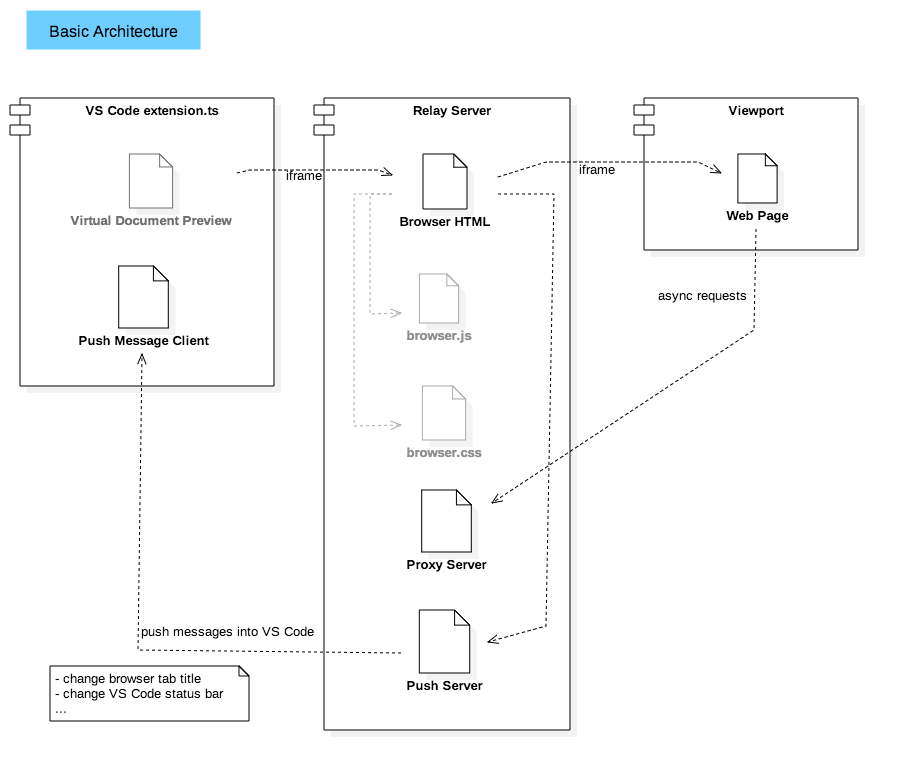 Basic Architecture
VS Code extension.ts
Relay Server
Viewport
iframe
iframe
Virtual Document Preview
Browser HTML
Web Page
async requests
Push Message Client
browser.js
browser.css
Proxy Server
push messages into VS Code
Push Server
- change browser tab title
- change VS Code status bar
...